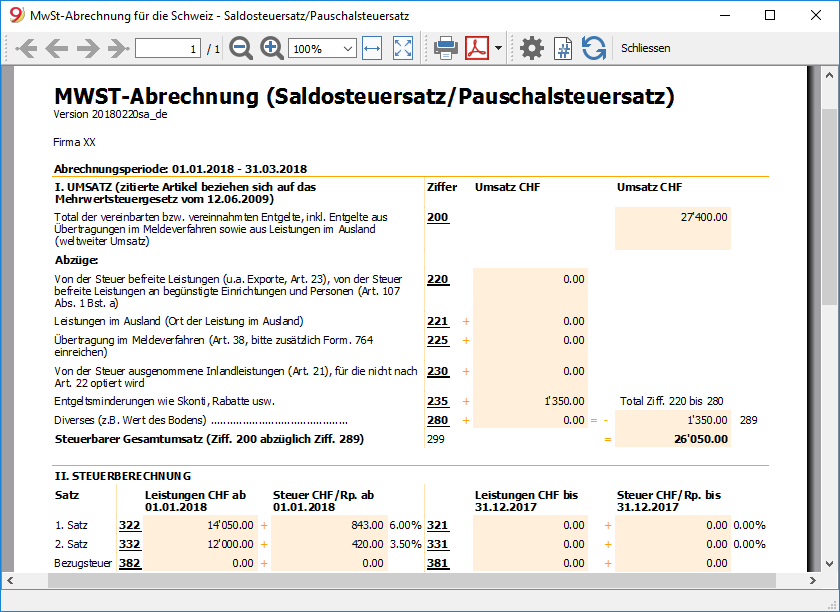 MwSt-Abrechnung für die Schweiz - Saldosteuersatz/Pauschalsteuersatz
1 / 1 100% Schliessen
MWST-Abrechnung (Saldosteuersatz/Pauschalsteuersatz)
Version 20180220sa_de
Firma XX
Abrechnungsperiode: 01.01.2018 - 31.03.2018
I. UMSATZ (zitierte Artikel beziehen sich auf das Ziffer Umsatz CHF Umsatz CHF
Mehrwertsteuergesetz vom 12.06.2009)
Total der vereinbarten bzw. vereinnahmten Entgelte, inkl. Entgelte aus 200 27'400.00
Übertragungen im Meldeverfahren sowie aus Leistungen im Ausland
(weltweiter Umsatz)
Abzüge:
Von der Steuer befreite Leistungen (u.a. Exporte, Art. 23), von der Steuer 220 0.00
befreite Leistungen an begünstigte Einrichtungen und Personen (Art. 107
Abs. 1 Bst. a)
Leistungen im Ausland (Ort der Leistung im Ausland) 221 + 0.00
Übertragung im Meldeverfahren (Art. 38, bitte zusätzlich Form. 764 225 + 0.00
einreichen)
Von der Steuer ausgenommene Inlandleistungen (Art. 21), für die nicht nach 230 + 0.00
Art. 22 optiert wird
Entgeltsminderungen wie Skonti, Rabatte usw. 235 + 1'350.00 Total Ziff. 220 bis 280
Diverses (z.B. Wert des Bodens) ........................................... 280 + 0.00 = - 1'350.00 289
Steuerbarer Gesamtumsatz (Ziff. 200 abzüglich Ziff. 289) 299 = 26'050.00
II. STEUERBERECHNUNG
Satz Leistungen CHF ab Steuer CHF/Rp. ab Leistungen CHF bis Steuer CHF/Rp. bis
01.01.2018 01.01.2018 31.12.2017 31.12.2017
1. Satz 322 14'050.00 + 843.00 6.00% 321 0.00 + 0.00 0.00%
2. Satz 332 12'000.00 + 420.00 3.50% 331 0.00 + 0.00 0.00%
Bezugsteuer 382 0.00 + 0.00 381 0.00 + 0.00